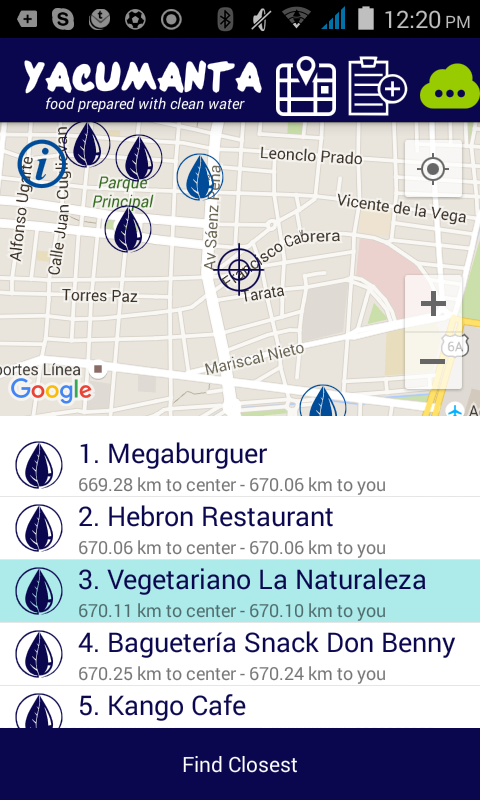 12:20 PM
YACUMANTA
food prepared with clean water
Leonclo Prado
Alfonso Ugarte
Calle Juan Cuglievan
Parque
Principal
Av Sáenz Peña
Vicente de la Vega
Francisco Cabrera
Torres Paz
Tarata
Mariscal Nieto
6A
portes Línea
Google
A
1. Megaburguer
669.28 km to center - 670.06 km to you
2. Hebron Restaurant
670.06 km to center - 670.06 km to you
3. Vegetariano La Naturaleza
670.11 km to center - 670.10 km to you
4. Baguetería Snack Don Benny
670.25 km to center - 670.24 km to you
5. Kango Cafe
Find Closest